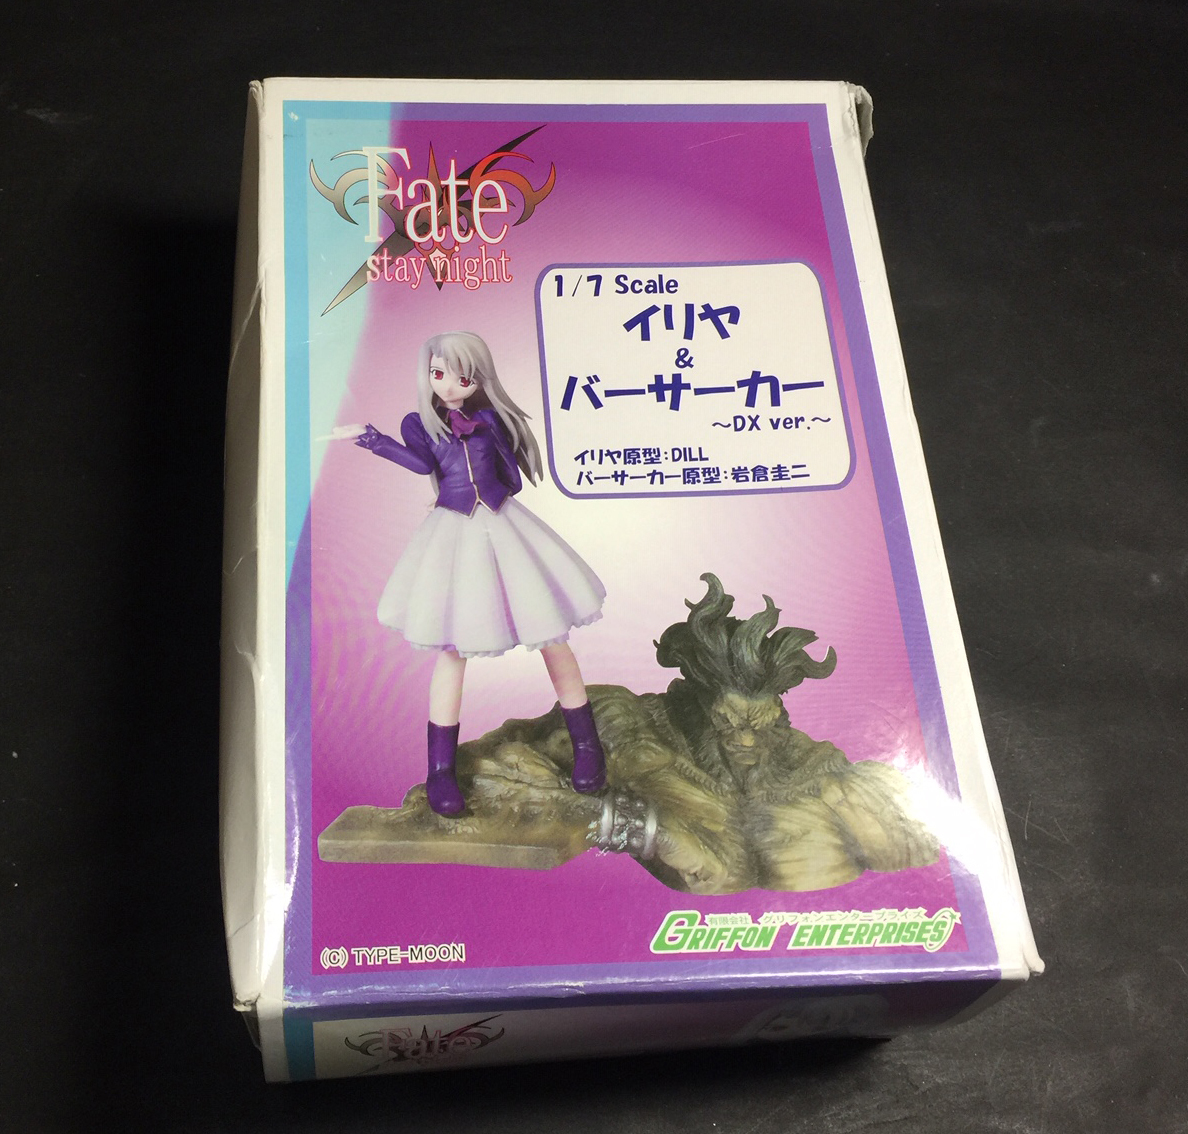 Fate
stay night
1/7 Scale
イリヤ
&
バーサーカー
～DX ver.～
イリヤ原型:DILL
バーサーカー原型:岩倉圭二
有限会社 グリフォンエンタープライズ
GRIFFON ENTERPRISES
(C) TYPE-MOON
Fate